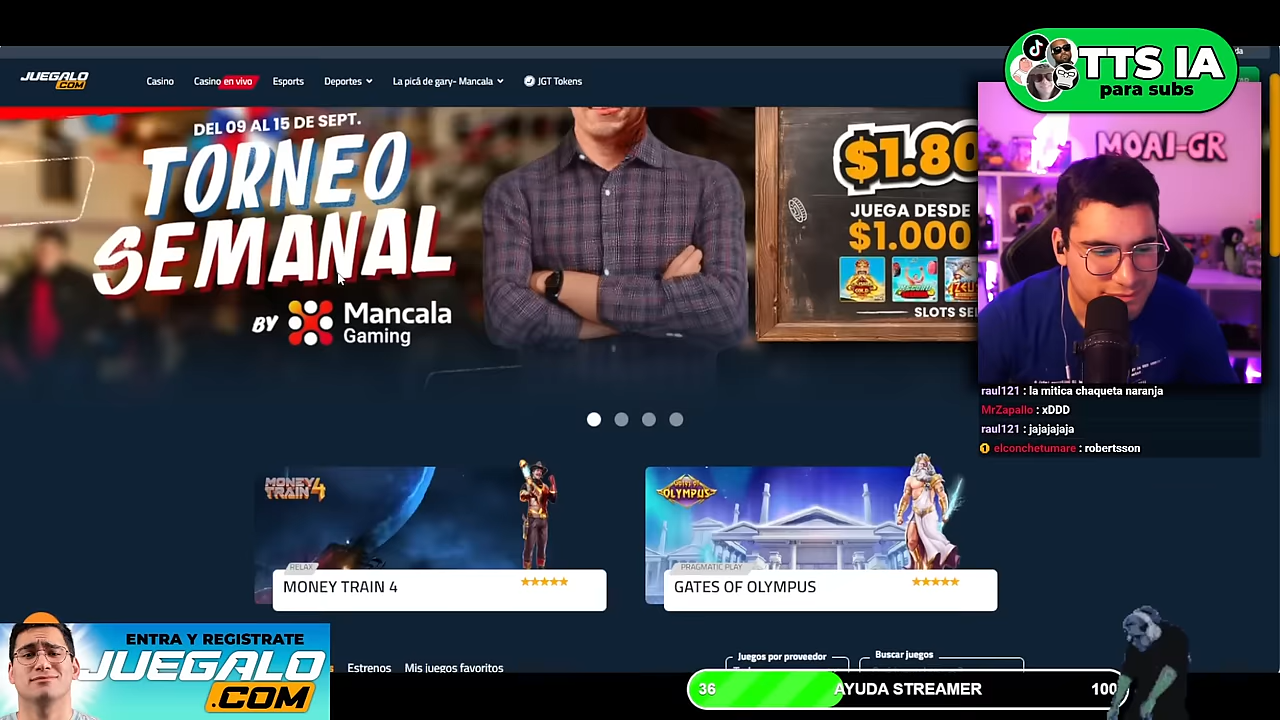 TTS IA
para subs
JUEGALO
.COM
Casino
Casino en vivo
Esports
Deportes
La picá de gary- Mancala
JGT Tokens
DEL 09 AL 15 DE SEPT.
TORNEO
SEMANAL
BY Mancala
Gaming
$1.80
JUEGA DESDE
$1.000
SLOTS SE
MOAI-GR
raul121 : la mitica chaqueta naranja
MrZapallo : xDDD
raul121 : jajajajaja
elconchetumare : robertsson
MONEY
TRAIN 4
RELAX
MONEY TRAIN 4
GATES OF
OLYMPUS
PRAGMATIC PLAY
GATES OF OLYMPUS
Estrenos
Mis juegos favoritos
Juegos por proveedor
Buscar juegos
ENTRA Y REGISTRATE
JUEGALO
.COM
36
AYUDA STREAMER
100